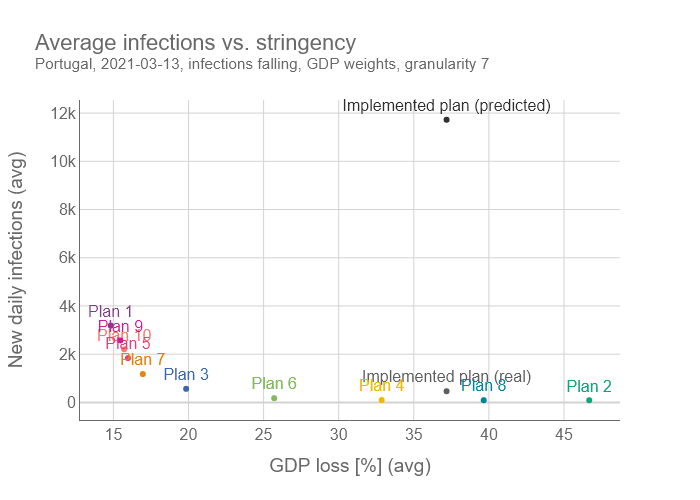 Average infections vs. stringency
Portugal, 2021-03-13, infections falling, GDP weights, granularity 7
New daily infections (avg)
12k
10k
8k
6k
4k
2k
0
Implemented plan (predicted)
Plan 1
Plan 9
Plan 10
Plan 5
Plan 7
Plan 3
Plan 6
Implemented plan (real)
Plan 4
Plan 8
Plan 2
15
20
25
30
35
40
45
GDP loss [%] (avg)